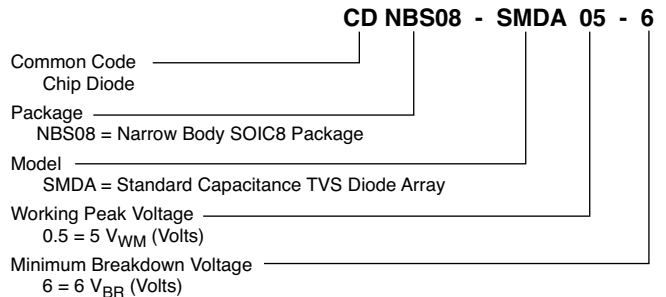 CD NBS08 - SMDA 05 - 6
Common Code
Chip Diode
Package
NBS08 = Narrow Body SOIC8 Package
Model
SMDA = Standard Capacitance TVS Diode Array
Working Peak Voltage
0.5 = 5 VWM (Volts)
Minimum Breakdown Voltage
6 = 6 VBR (Volts)